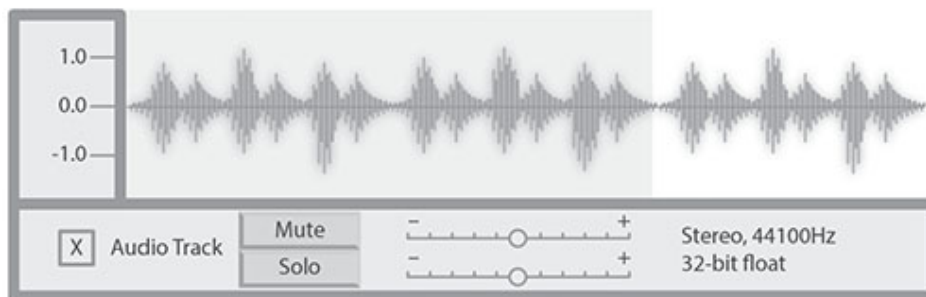 1.0
0.0
-1.0
X Audio Track
Mute
Solo
- +
- +
Stereo, 44100Hz
32-bit float